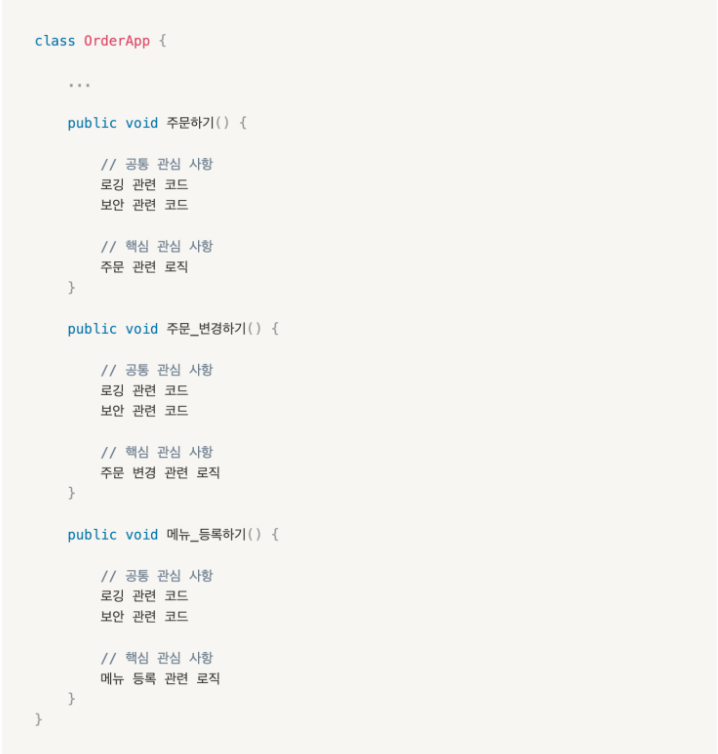 class OrderApp {
...
public void 주문하기() {
// 공통 관심 사항
로깅 관련 코드
보안 관련 코드
// 핵심 관심 사항
주문 관련 로직
}
public void 주문_변경하기() {
// 공통 관심 사항
로깅 관련 코드
보안 관련 코드
// 핵심 관심 사항
주문 변경 관련 로직
}
public void 메뉴_등록하기() {
// 공통 관심 사항
로깅 관련 코드
보안 관련 코드
// 핵심 관심 사항
메뉴 등록 관련 로직
}
}